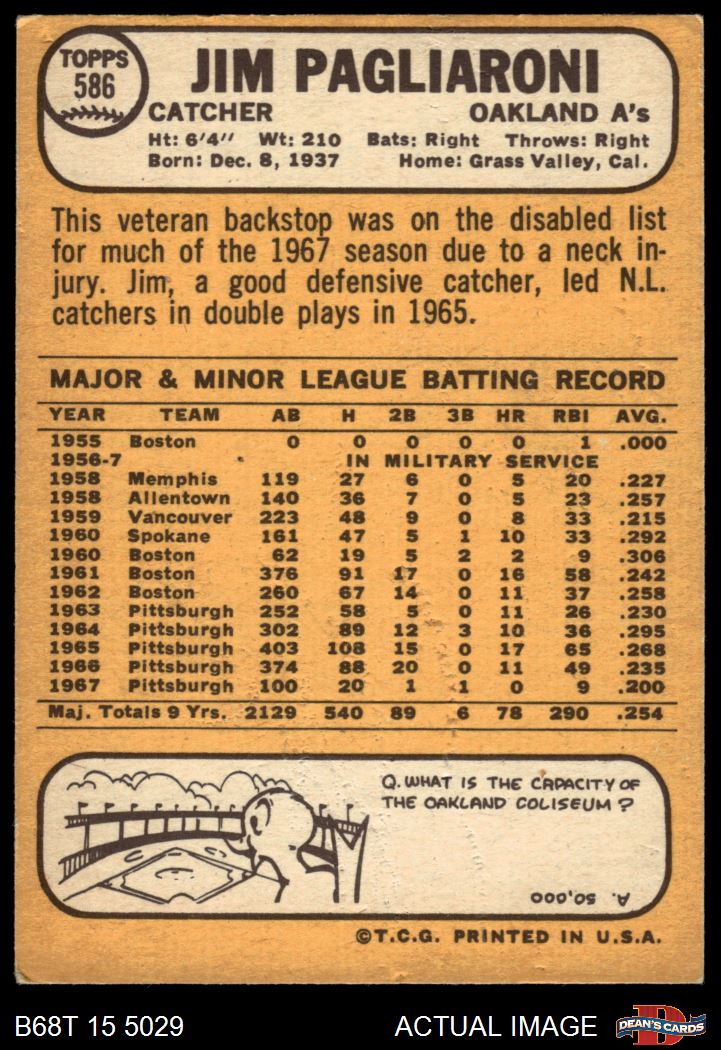 TOPPS
586
JIM PAGLIARONI
CATCHER OAKLAND A's
Ht: 6'4" Wt: 210 Bats: Right Throws: Right
Born: Dec. 8, 1937 Home: Grass Valley, Cal.
This veteran backstop was on the disabled list
for much of the 1967 season due to a neck in-
jury. Jim, a good defensive catcher, led N.L.
catchers in double plays in 1965.
MAJOR & MINOR LEAGUE BATTING RECORD
YEAR TEAM AB H 2B 3B HR RBI AVG.
1955 Boston 0 0 0 0 0 1 .000
1956-7 IN MILITARY SERVICE
1958 Memphis 119 27 6 0 5 20 .227
1958 Allentown 140 36 7 0 5 23 .257
1959 Vancouver 223 48 9 0 8 33 .215
1960 Spokane 161 47 5 1 10 33 .292
1960 Boston 62 19 5 2 2 9 .306
1961 Boston 376 91 17 0 16 58 .242
1962 Boston 260 67 14 0 11 37 .258
1963 Pittsburgh 252 58 5 0 11 26 .230
1964 Pittsburgh 302 89 12 3 10 36 .295
1965 Pittsburgh 403 108 15 0 17 65 .268
1966 Pittsburgh 374 88 20 0 11 49 .235
1967 Pittsburgh 100 20 1 1 0 9 .200
Maj. Totals 9 Yrs. 2129 540 89 6 78 290 .254
Q. WHAT IS THE CAPACITY OF
THE OAKLAND COLISEUM?
A. 50,000
©T.C.G. PRINTED IN U.S.A.
B68T 15 5029 ACTUAL IMAGE
D
DEAN'S CARDS